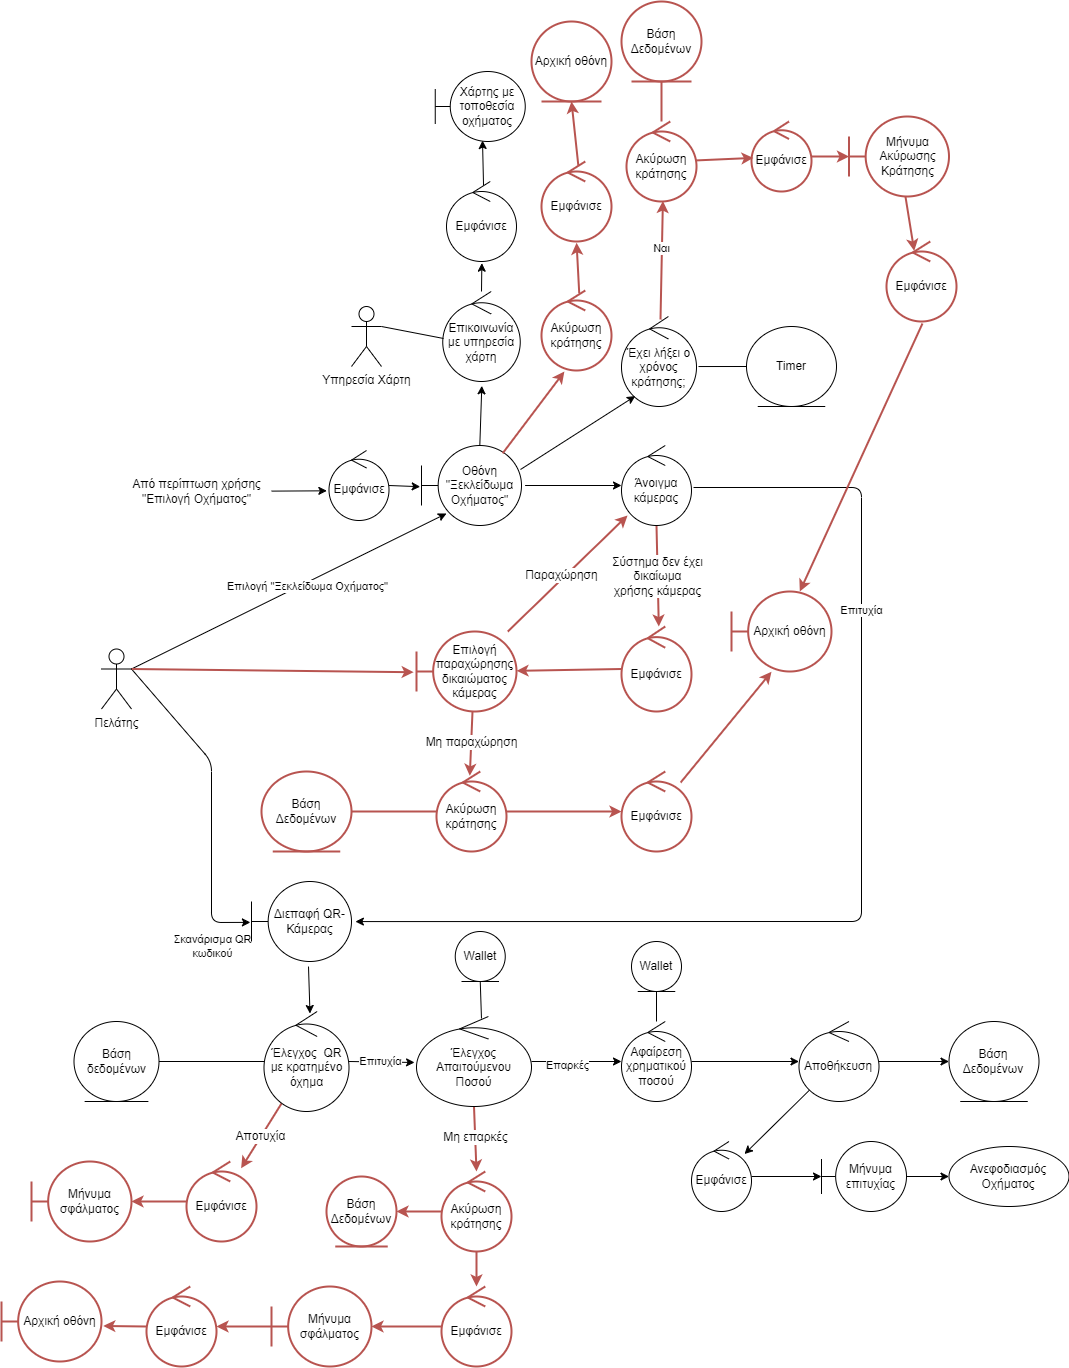 Βάση
Δεδομένων
Αρχική οθόνη
Χάρτης με
τοποθεσία
οχήματος
Ακύρωση
κράτησης
Εμφάνισε
Μήνυμα
Ακύρωσης
Κράτησης
Εμφάνισε
Εμφάνισε
Ναι
Εμφάνισε
Επικοινωνία
με υπηρεσία
χάρτη
Ακύρωση
κράτησης
Έχει λήξει ο
χρόνος
κράτησης;
Timer
Υπηρεσία Χάρτη
Από περίπτωση χρήσης
"Επιλογή Οχήματος"
Εμφάνισε
Οθόνη
"Ξεκλείδωμα
Οχήματος"
Άνοιγμα
κάμερας
Παραχώρηση
Σύστημα δεν έχει
δικαίωμα
χρήσης κάμερας
Επιλογή "Ξεκλείδωμα Οχήματος"
Επιτυχία
Αρχική οθόνη
Επιλογή
παραχώρησης
δικαιώματος
κάμερας
Εμφάνισε
Πελάτης
Μη παραχώρηση
Βάση
Δεδομένων
Ακύρωση
κράτησης
Εμφάνισε
Διεπαφή QR-
Κάμερας
Σκανάρισμα QR
κωδικού
Wallet
Wallet
Βάση
δεδομένων
Έλεγχος QR
με κρατημένο
όχημα
Επιτυχία
Έλεγχος
Απαιτούμενου
Ποσού
Επαρκές
Αφαίρεση
χρηματικού
ποσού
Αποθήκευση
Βάση
Δεδομένων
Αποτυχία
Μη επαρκές
Μήνυμα
σφάλματος
Εμφάνισε
Βάση
Δεδομένων
Ακύρωση
κράτησης
Εμφάνισε
Μήνυμα
επιτυχίας
Ανεφοδιασμός
Οχήματος
Αρχική οθόνη
Εμφάνισε
Μήνυμα
σφάλματος
Εμφάνισε